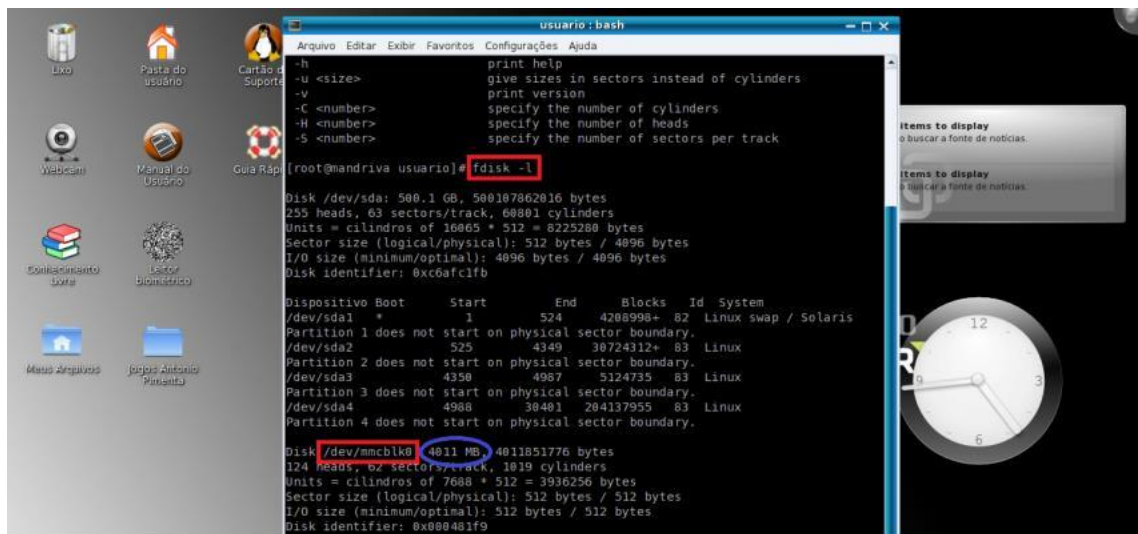 usuario : bash
Arquivo Editar Exibir Favoritos Configurações Ajuda
-h print help
-u <size> give sizes in sectors instead of cylinders
-v print version
-C <number> specify the number of cylinders
-H <number> specify the number of heads
-S <number> specify the number of sectors per track
[root@mandriva usuario]# fdisk -l
Disk /dev/sda: 500.1 GB, 500107862016 bytes
255 heads, 63 sectors/track, 60801 cylinders
Units = cilindros of 16065 * 512 = 8225280 bytes
Sector size (logical/physical): 512 bytes / 4096 bytes
I/O size (minimum/optimal): 4096 bytes / 4096 bytes
Disk identifier: 0xc6afc1fb
Dispositivo Boot Start End Blocks Id System
/dev/sda1 * 1 524 4208998+ 82 Linux swap / Solaris
Partition 1 does not start on physical sector boundary.
/dev/sda2 525 4349 30724312+ 83 Linux
Partition 2 does not start on physical sector boundary.
/dev/sda3 4350 4987 5124735 83 Linux
Partition 3 does not start on physical sector boundary.
/dev/sda4 4988 30401 204137955 83 Linux
Partition 4 does not start on physical sector boundary.
Disk /dev/mmcblk0 4011 MB, 4011851776 bytes
124 heads, 62 sectors/track, 1019 cylinders
Units = cilindros of 7688 * 512 = 3936256 bytes
Sector size (logical/physical): 512 bytes / 512 bytes
I/O size (minimum/optimal): 512 bytes / 512 bytes
Disk identifier: 0x000481f9
Lixo
Pasta do
usuário
Cartão d
Suporte
Webcam
Manual do
Usuário
Guia Rápi
Conhecimento
Livre
Leitor
biométrico
Meus Arquivos
Jogos Antonio
Pimenta
items to display
o buscar a fonte de notícias.
items to display
o buscar a fonte de notícias.
12
3
6
9